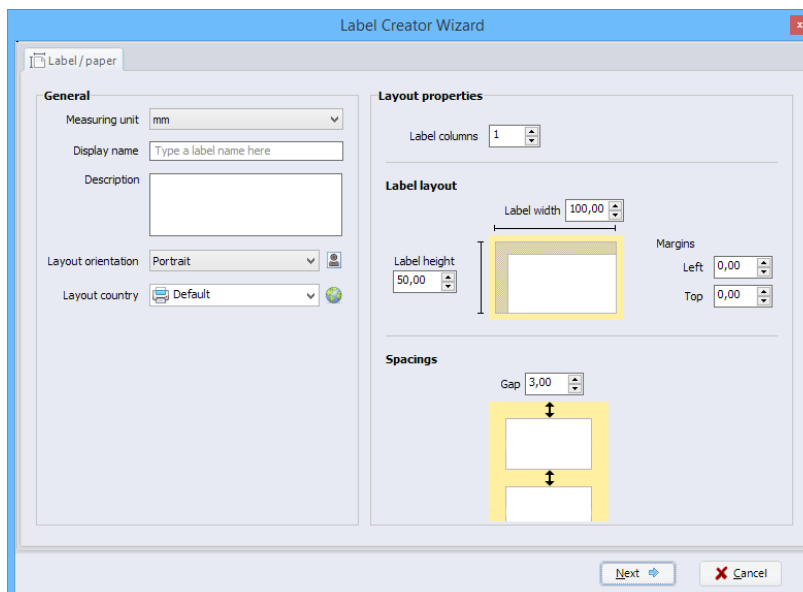 Label Creator Wizard
x
Label / paper
General
Measuring unit mm
Display name Type a label name here
Description
Layout orientation Portrait
Layout country Default
Layout properties
Label columns 1
Label layout
Label width 100,00
Label height
50,00
Margins
Left 0,00
Top 0,00
Spacings
Gap 3,00
Next
Cancel